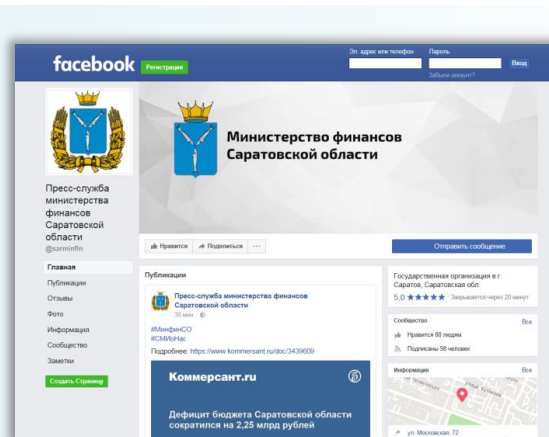 facebook
Регистрация
Эл. адрес или телефон
Пароль
Вход
Забыли аккаунт?
Министерство финансов
Саратовской области
Пресс-служба
министерства
финансов
Саратовской
области
@sarminfin
Нравится
Поделиться
Отправить сообщение
Главная
Публикации
Отзывы
Фото
Информация
Сообщество
Заметки
Создать Страницу
Публикации
Пресс-служба министерства финансов
Саратовской области
#МинфинСО
#СМИоНас
Подробнее: https://www.kommersant.ru/doc/3439609
Коммерсант.ru
Дефицит бюджета Саратовской области
сократился на 2,25 млрд рублей
Государственная организация в г.
Саратов, Саратовская обл.
5,0 ★★★★★ · Закрывается через 20 минут
Сообщество
Все
Нравится 88 людям
Подписаны 96 человек
Информация
Все
ул. Московская, 72